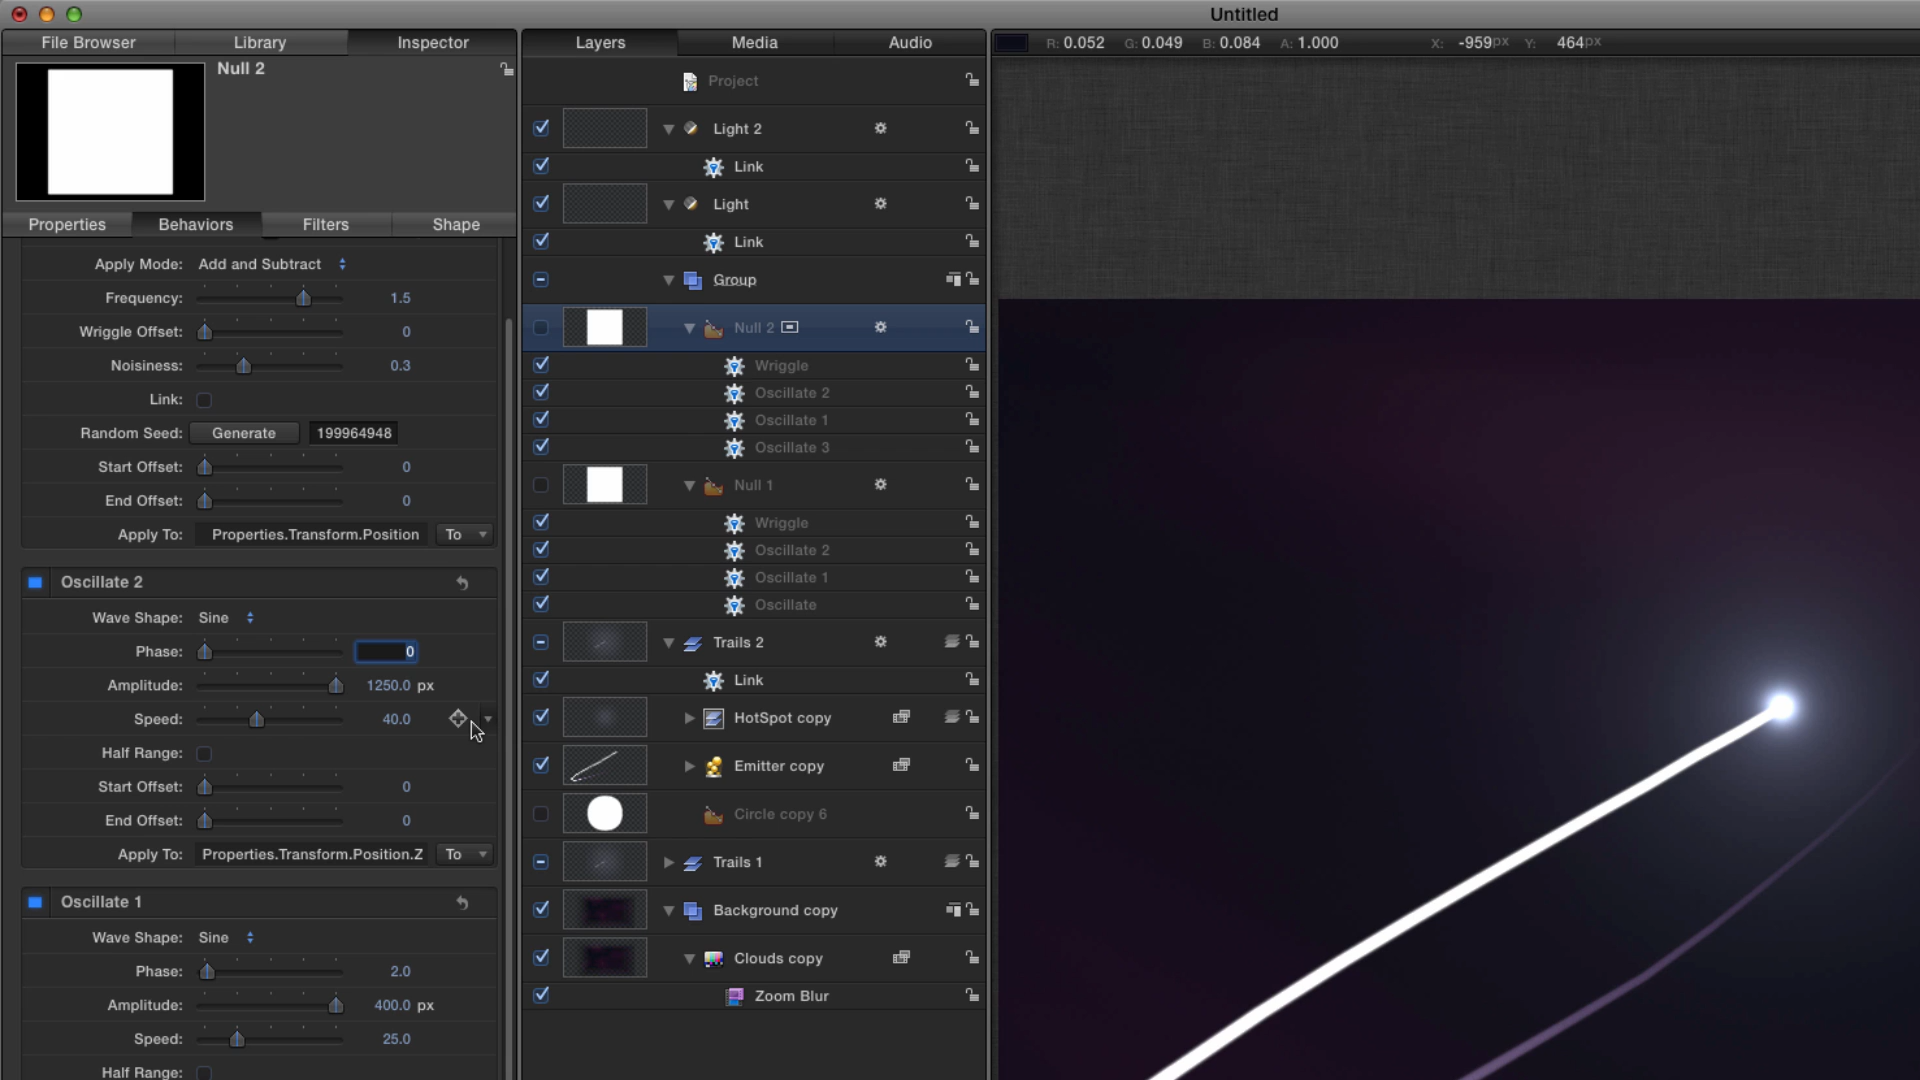 Untitled
File Browser
Library
Inspector
Null 2
Properties
Behaviors
Filters
Shape
Apply Mode: Add and Subtract
Frequency: 1.5
Wriggle Offset: 0
Noisiness: 0.3
Link:
Random Seed: Generate 199964948
Start Offset: 0
End Offset: 0
Apply To: Properties.Transform.Position To
Oscillate 2
Wave Shape: Sine
Phase: 0
Amplitude: 1250.0 px
Speed: 40.0
Half Range:
Start Offset: 0
End Offset: 0
Apply To: Properties.Transform.Position.Z To
Oscillate 1
Wave Shape: Sine
Phase: 2.0
Amplitude: 400.0 px
Speed: 25.0
Half Range:
Layers
Media
Audio
Project
Light 2
Link
Light
Link
Group
Null 2
Wriggle
Oscillate 2
Oscillate 1
Oscillate 3
Null 1
Wriggle
Oscillate 2
Oscillate 1
Oscillate
Trails 2
Link
HotSpot copy
Emitter copy
Circle copy 6
Trails 1
Background copy
Clouds copy
Zoom Blur
R: 0.052 G: 0.049 B: 0.084 A: 1.000 X: -959px Y: 464px